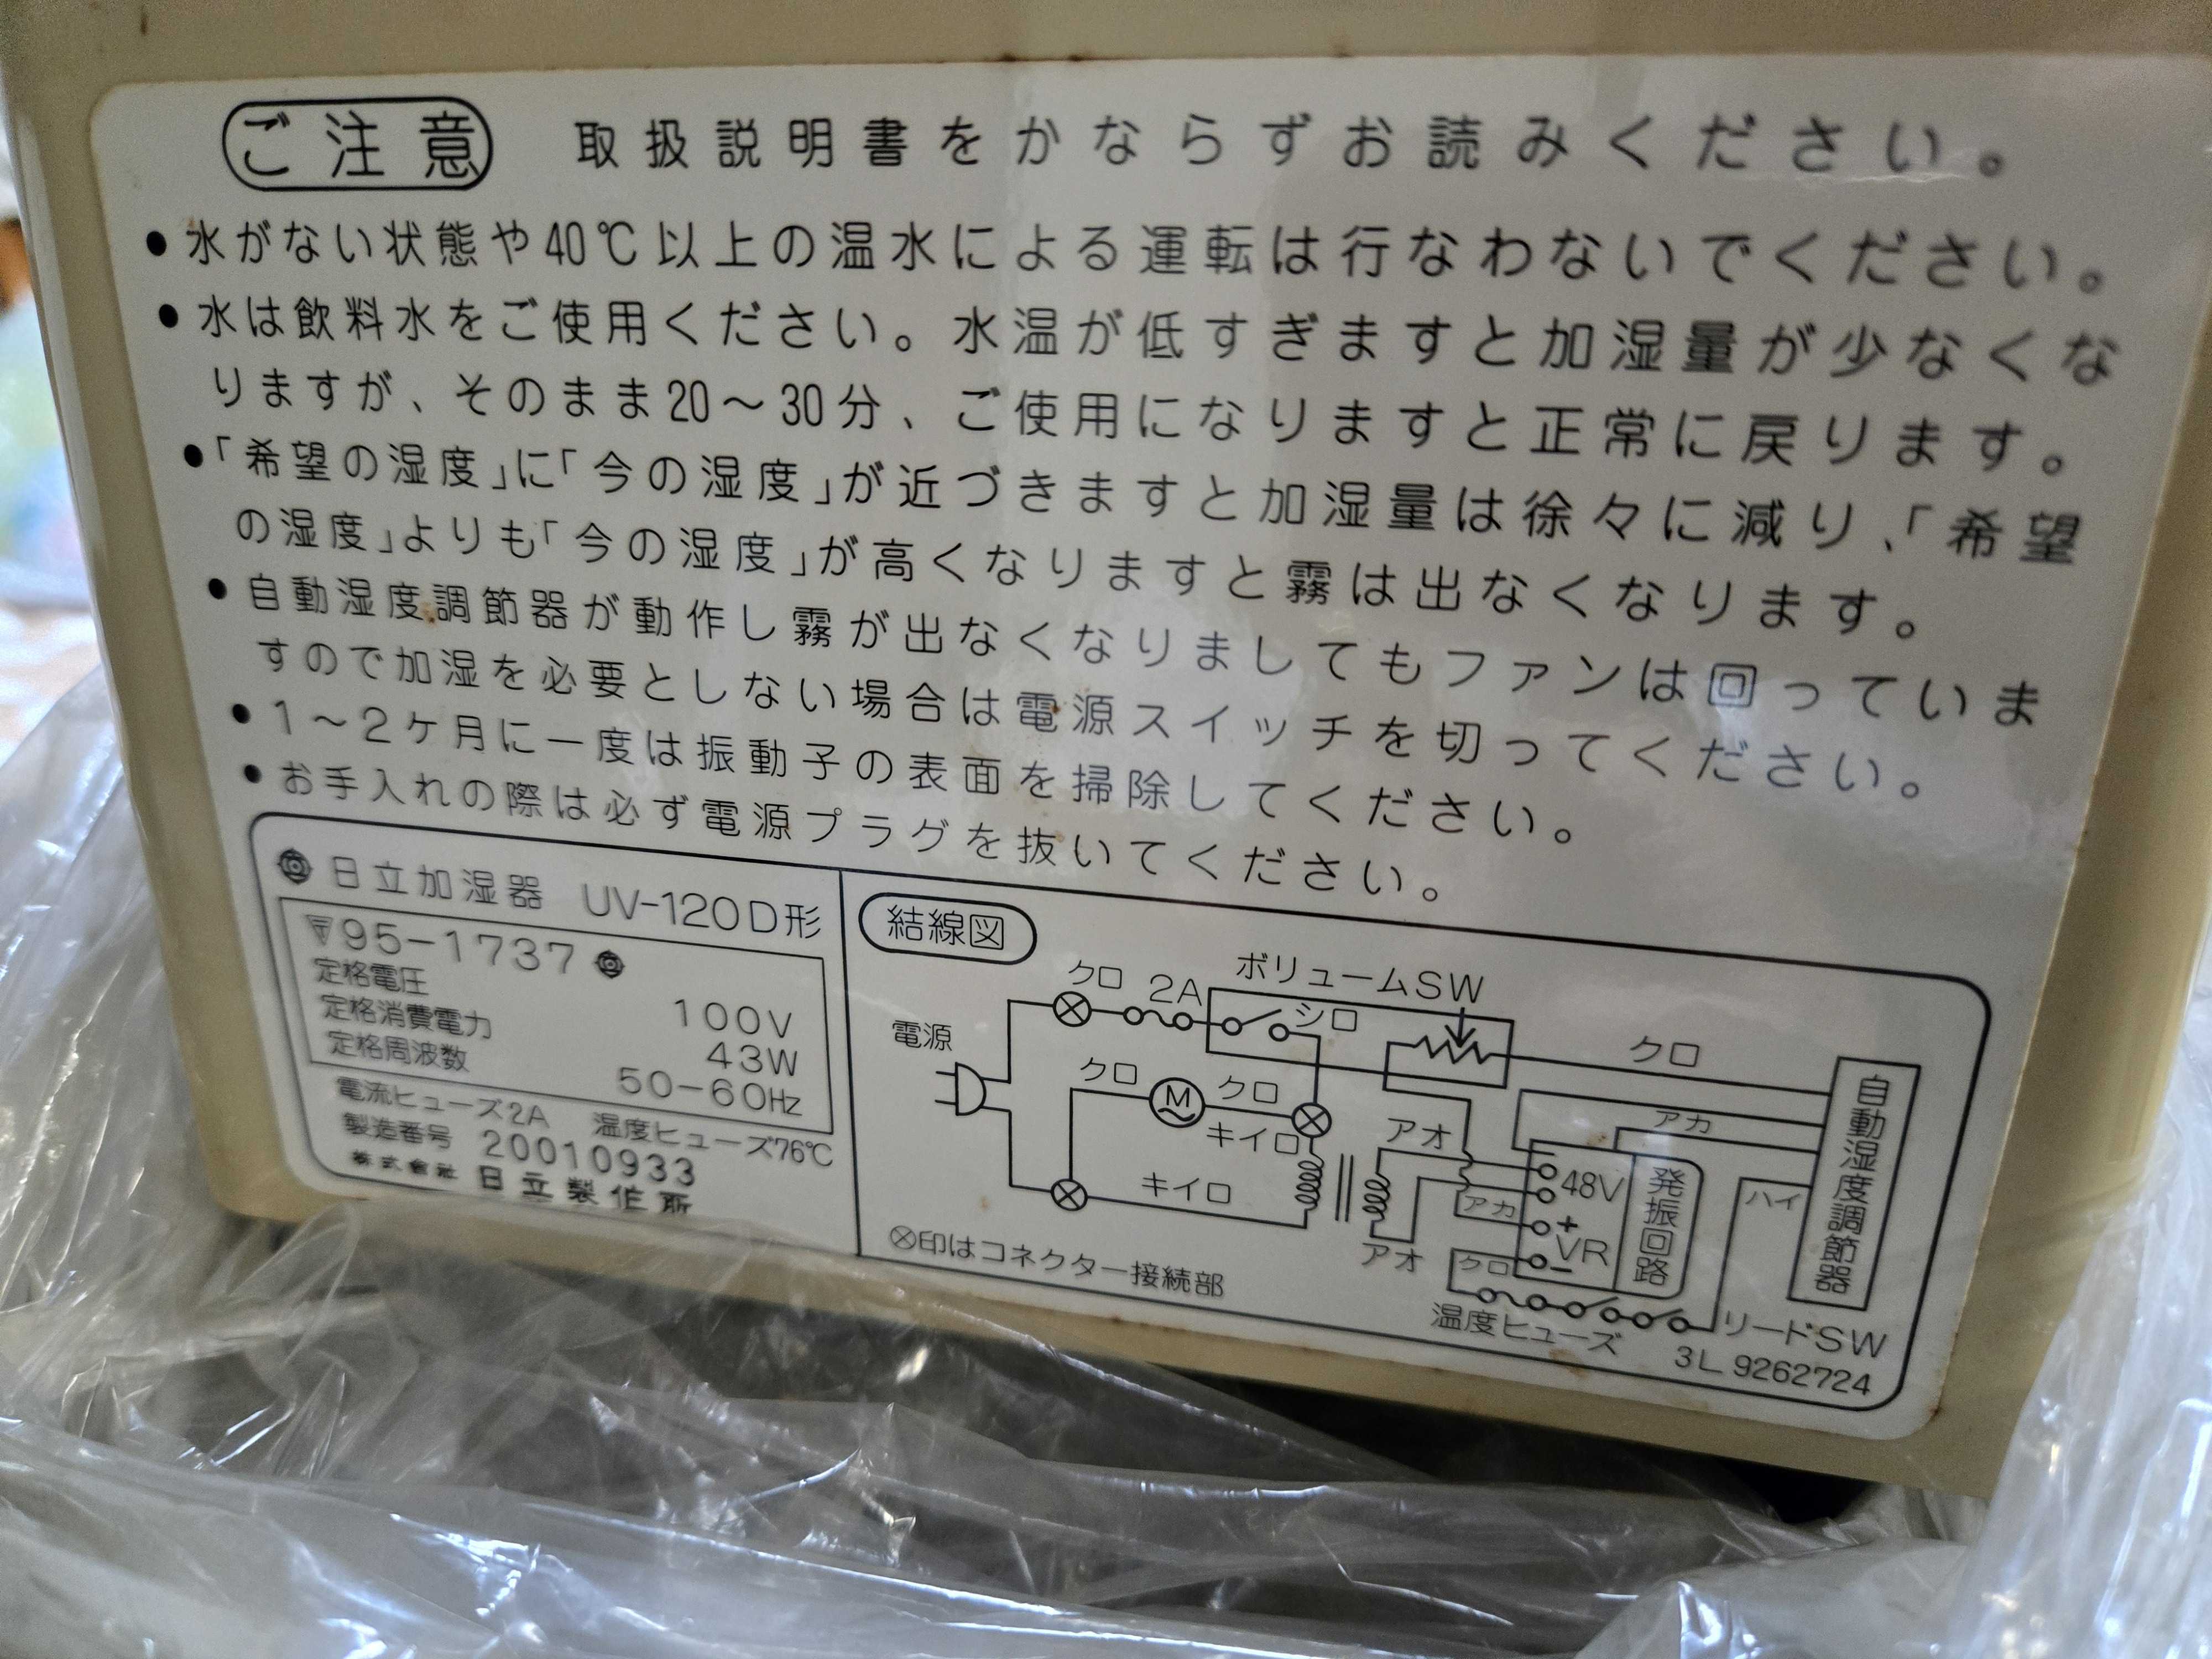 ご注意 取扱説明書をかならずお読みください。
●水がない状態や40℃以上の温水による運転は行なわないでください。
●水は飲料水をご使用ください。水温が低すぎますと加湿量が少なくな
りますが、そのまま20〜30分、ご使用になりますと正常に戻ります。
●「希望の湿度」に「今の湿度」が近づきますと加湿量は徐々に減り、「希望
の湿度」よりも「今の湿度」が高くなりますと霧は出なくなります。
●自動湿度調節器が動作し霧が出なくなりましてもファンは回っていま
すので加湿を必要としない場合は電源スイッチを切ってください。
●1〜2ケ月に一度は振動子の表面を掃除してください。
●お手入れの際は必ず電源プラグを抜いてください。
日立加湿器 UV-120D形
〒95-1737
定格電圧 100V
定格消費電力 43W
定格周波数 50-60Hz
電流ヒューズ2A 温度ヒューズ76℃
製造番号 20010933
株式會社 日立製作所
結線図
電源
クロ 2A ボリュームSW
シロ
クロ
クロ M クロ
キイロ
キイロ
アオ
アオ
アカ
アカ
48V
+
VR
−
クロ
発振回路
ハイ
自動湿度調節器
温度ヒューズ
リードSW
⊗印はコネクター接続部
3L 9262724